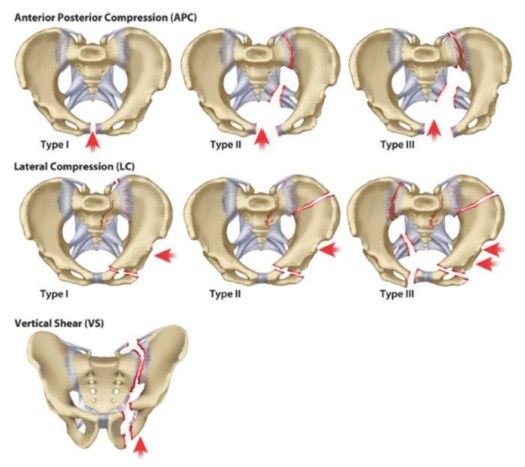 Anterior Posterior Compression (APC)
Type I
Type II
Type III
Lateral Compression (LC)
Type I
Type II
Type III
Vertical Shear (VS)